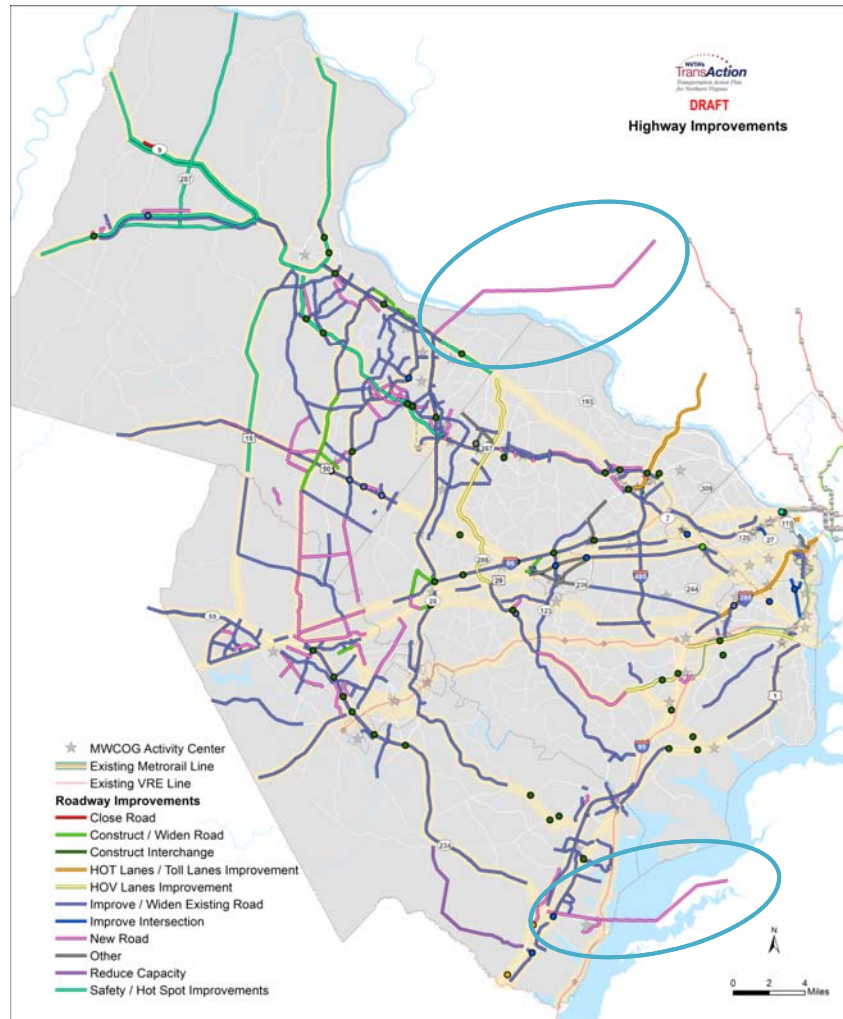 NVTA's
TransAction
Transportation Action Plan
for Northern Virginia
DRAFT
Highway Improvements
9
287
193
15
267
50
309
7
120
110
27
286
66
29
495
236
244
395
28
123
55
1
95
234
MWCOG Activity Center
Existing Metrorail Line
Existing VRE Line
Roadway Improvements
Close Road
Construct / Widen Road
Construct Interchange
HOT Lanes / Toll Lanes Improvement
HOV Lanes Improvement
Improve / Widen Existing Road
Improve Intersection
New Road
Other
Reduce Capacity
Safety / Hot Spot Improvements
N
0 2 4
Miles